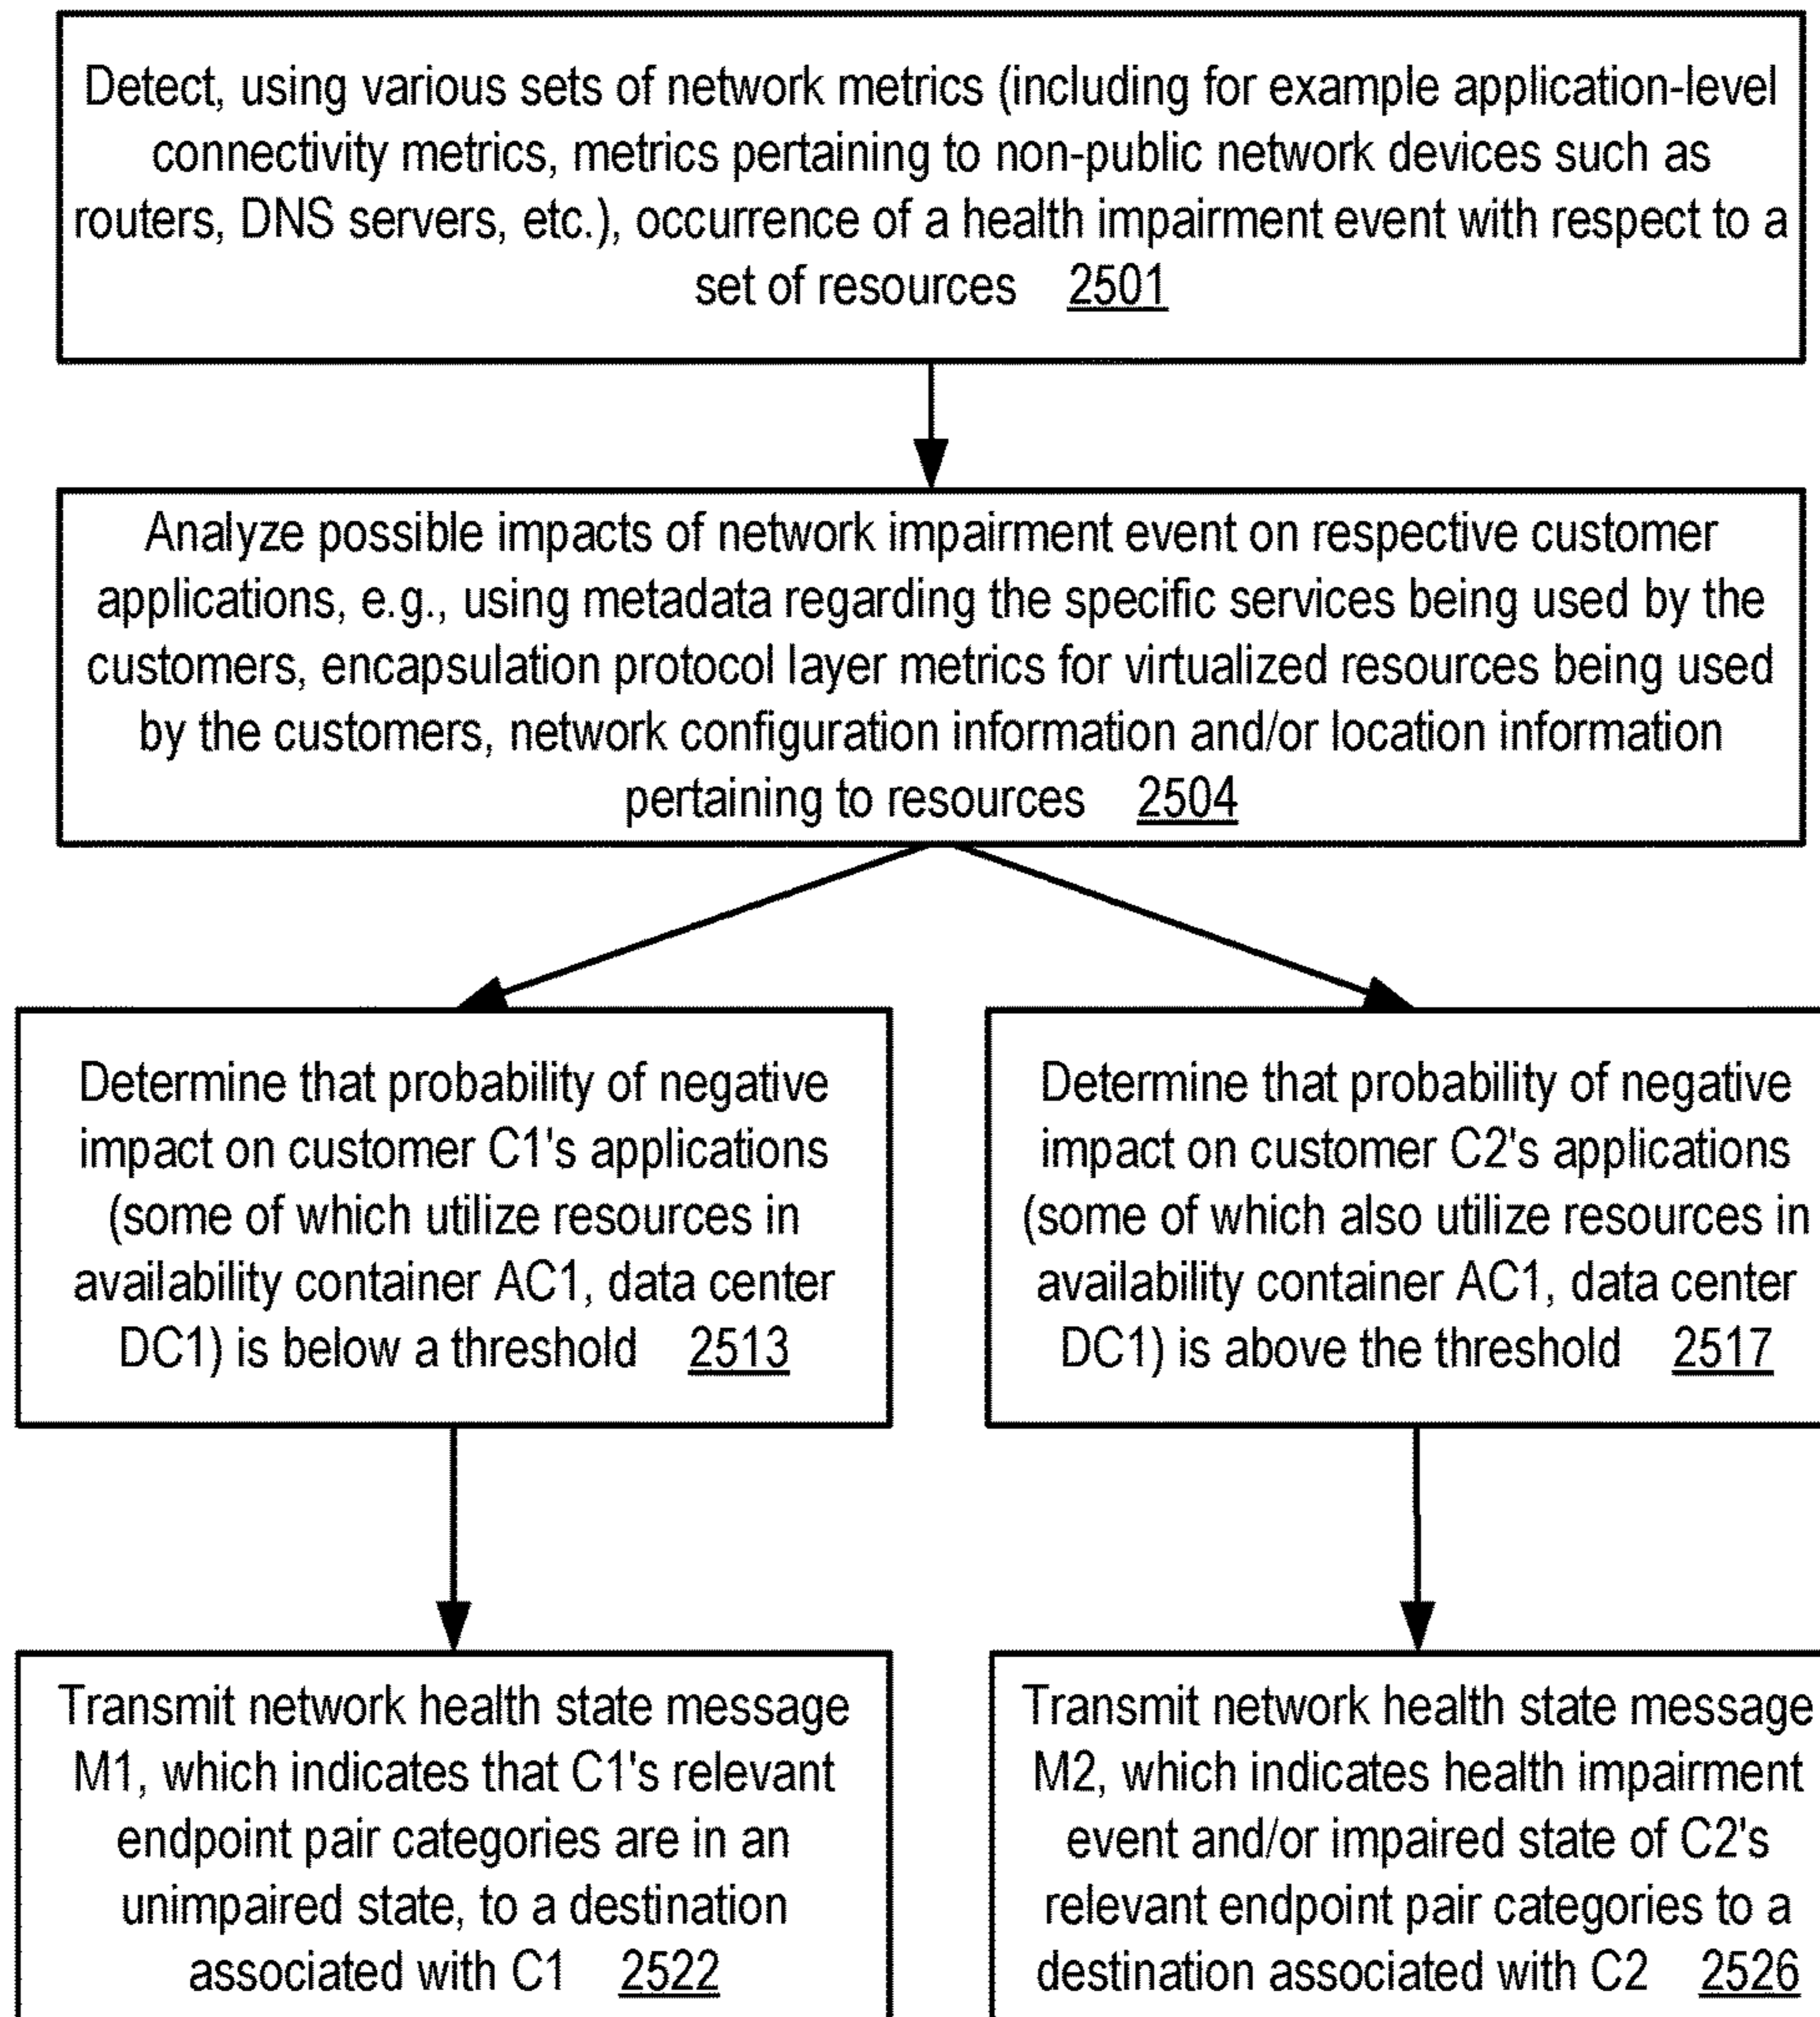 Detect, using various sets of network metrics (including for example application-level
connectivity metrics, metrics pertaining to non-public network devices such as
routers, DNS servers, etc.), occurrence of a health impairment event with respect to a
set of resources 2501
Analyze possible impacts of network impairment event on respective customer
applications, e.g., using metadata regarding the specific services being used by the
customers, encapsulation protocol layer metrics for virtualized resources being used
by the customers, network configuration information and/or location information
pertaining to resources 2504
Determine that probability of negative
impact on customer C1's applications
(some of which utilize resources in
availability container AC1, data center
DC1) is below a threshold 2513
Determine that probability of negative
impact on customer C2's applications
(some of which also utilize resources in
availability container AC1, data center
DC1) is above the threshold 2517
Transmit network health state message
M1, which indicates that C1's relevant
endpoint pair categories are in an
unimpaired state, to a destination
associated with C1 2522
Transmit network health state message
M2, which indicates health impairment
event and/or impaired state of C2's
relevant endpoint pair categories to a
destination associated with C2 2526